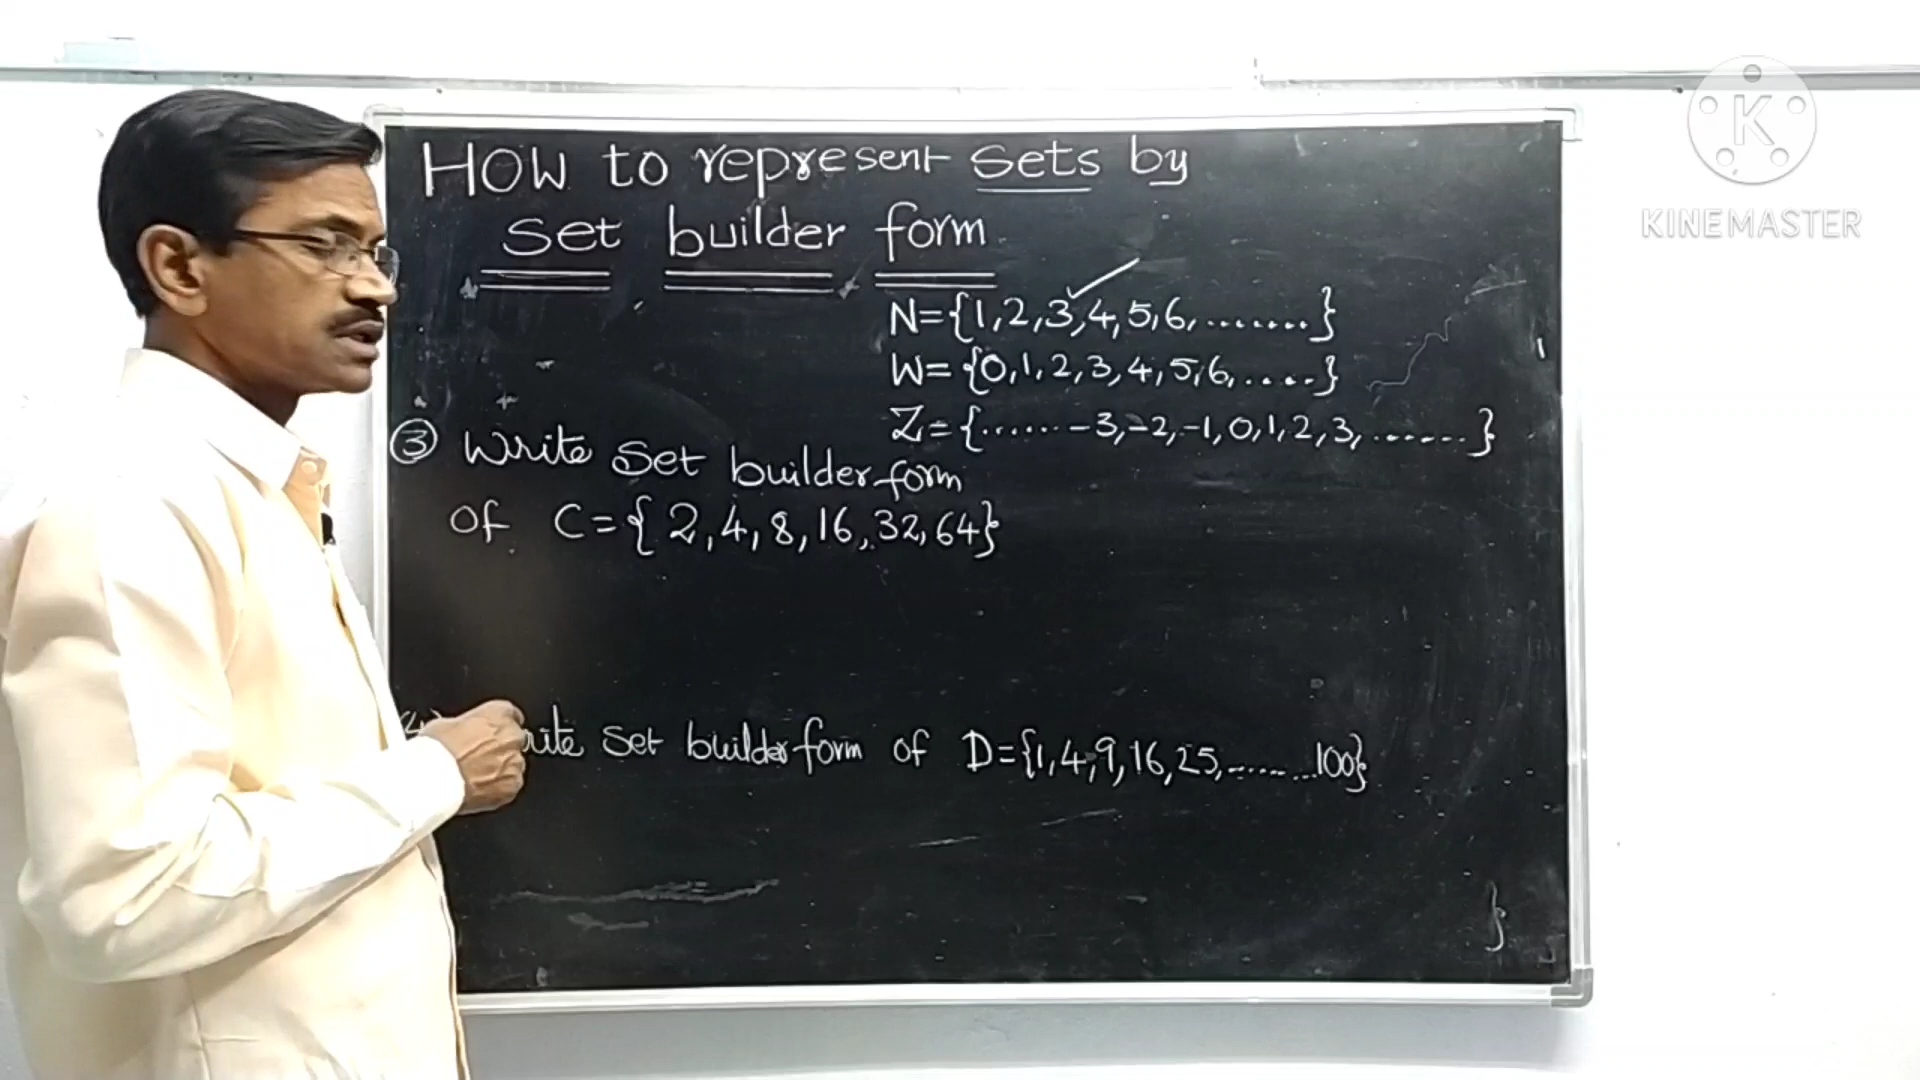 HOW to represent sets by
set builder form
N={1,2,3,4,5,6,........}
W={0,1,2,3,4,5,6,.....}
Z={......-3,-2,-1,0,1,2,3,.......}
③ Write Set builder form
of C={2,4,8,16,32,64}
set builder form of D={1,4,9,16,25,.........100}
}
K
KINEMASTER